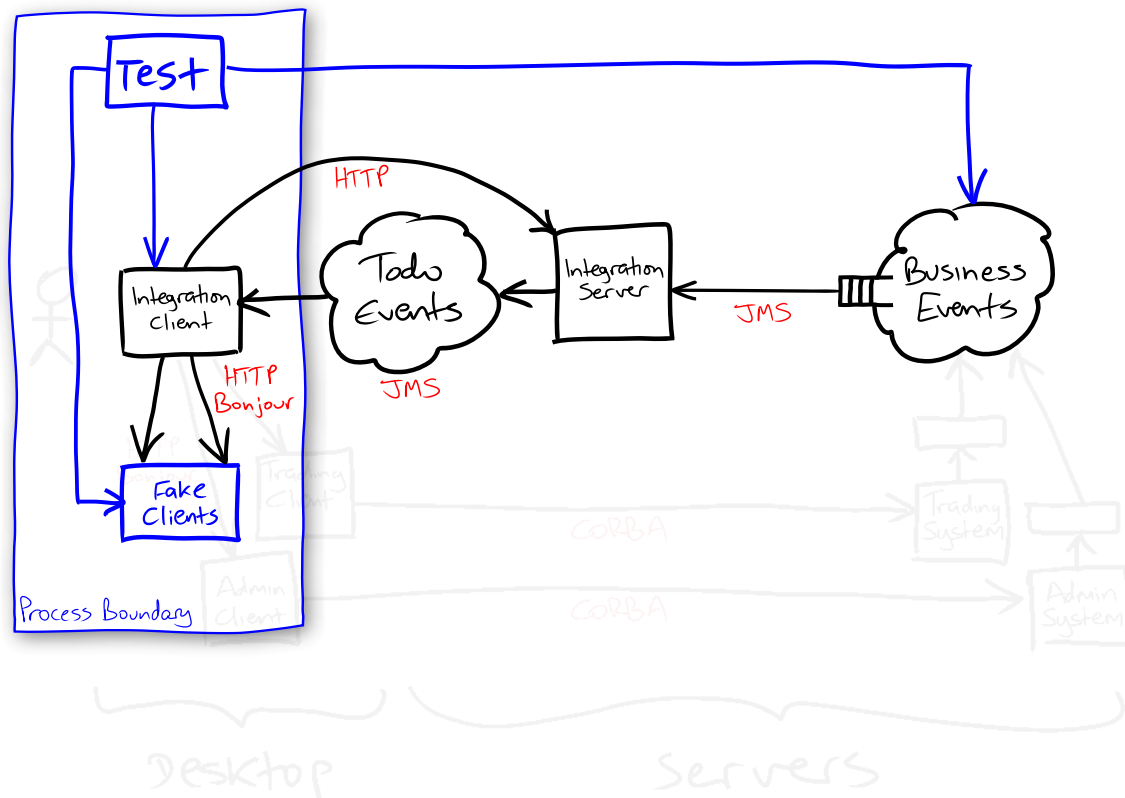 Test
HTTP
Todo
Events
JMS
Integration
Client
Integration
Server
JMS
Business
Events
HTTP
Bonjour
Fake
Clients
Trading
Client
CORBA
Trading
System
Admin
Client
CORBA
Admin
System
Process Boundary
Desktop
Servers